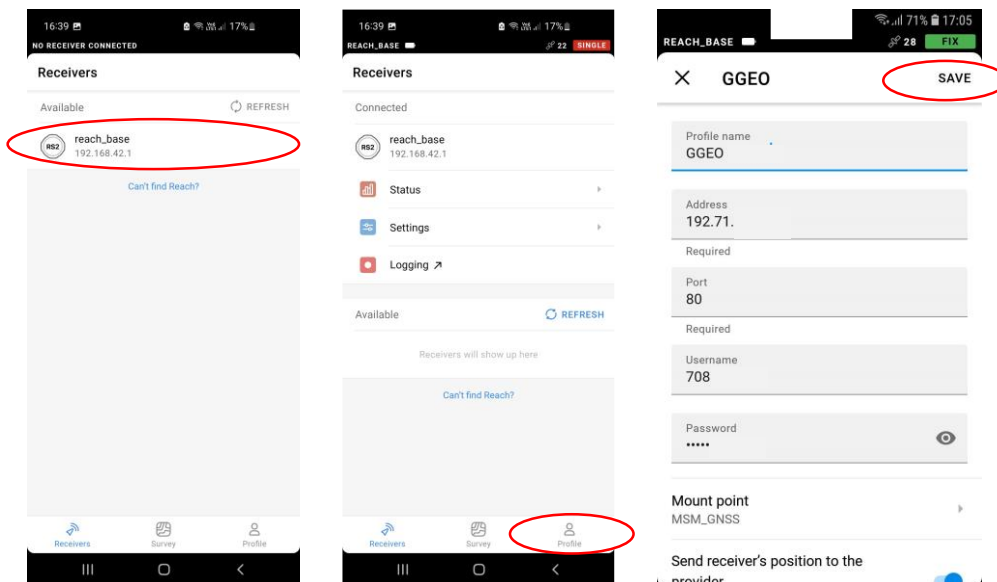 16:39 17%
NO RECEIVER CONNECTED
Receivers
Available REFRESH
RS2 reach_base
192.168.42.1
Can't find Reach?
Receivers Survey Profile
16:39 17%
REACH_BASE 22 SINGLE
Receivers
Connected
RS2 reach_base
192.168.42.1
Status
Settings
Logging
Available REFRESH
Receivers will show up here
Can't find Reach?
Receivers Survey Profile
71% 17:05
REACH_BASE 28 FIX
GGEO SAVE
Profile name
GGEO
Address
192.71.
Required
Port
80
Required
Username
708
Password
•••••
Mount point
MSM_GNSS
Send receiver's position to the
provider